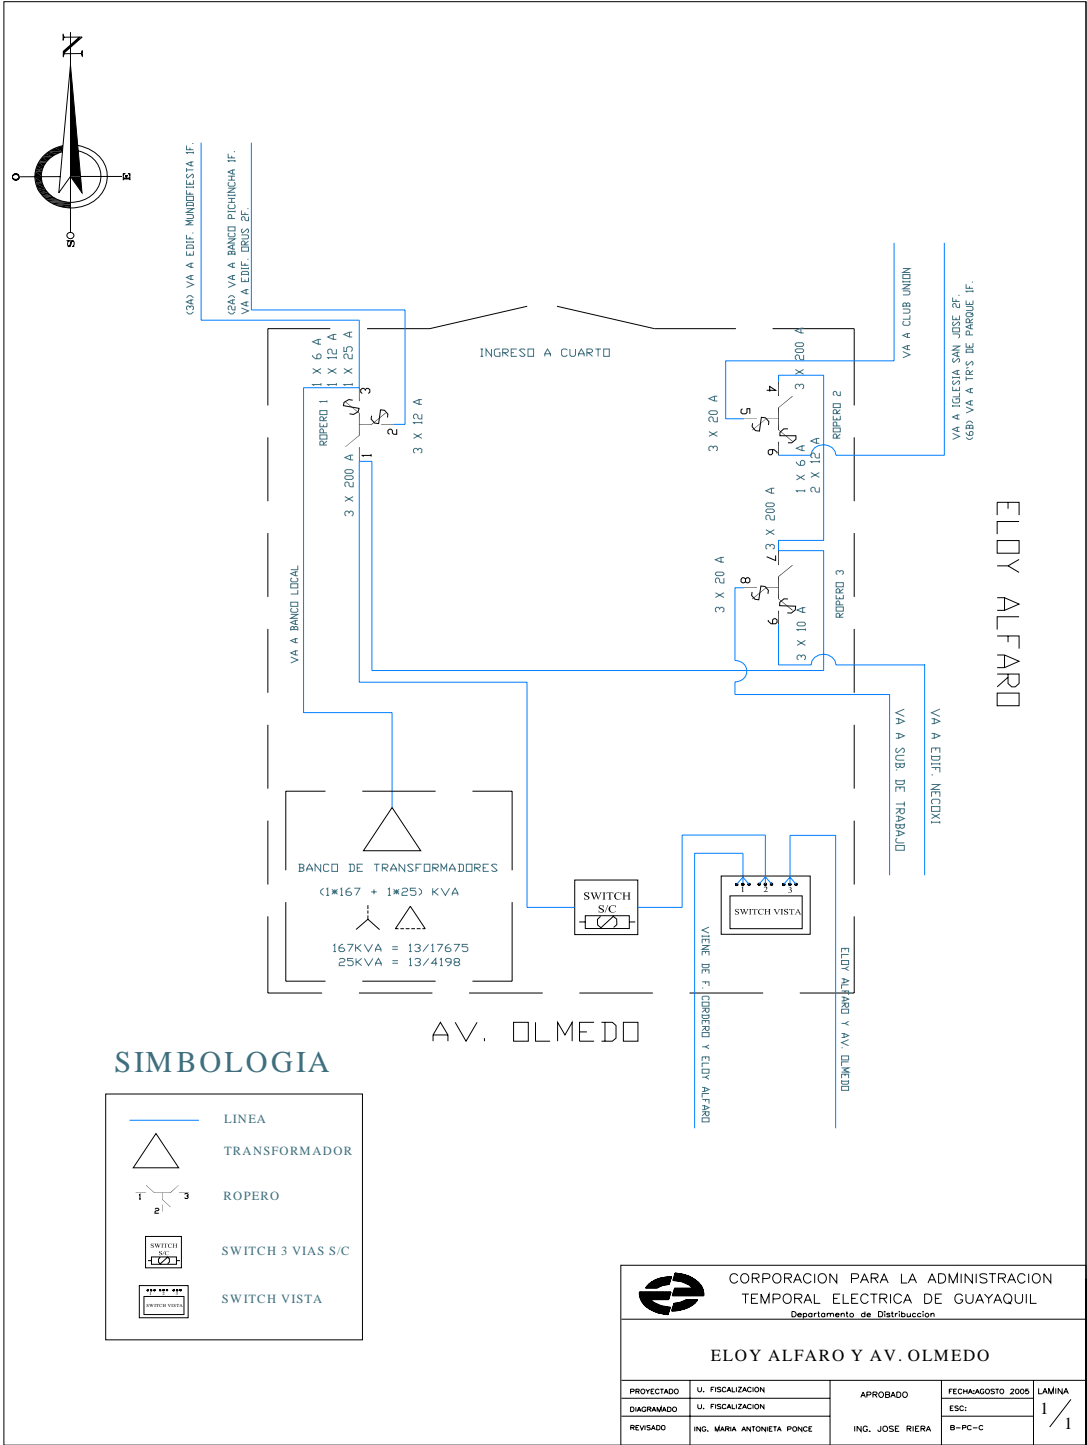 N
O
E
SO
(3A) VA A EDIF. MUNDOFIESTA 1F.
(2A) VA A BANCO PICHINCHA 1F.
VA A EDIF. ORUS 2F.
1 X 6 A
1 X 12 A
1 X 25 A
ROPERO 1
3
2
1
3 X 12 A
3 X 200 A
INGRESO A CUARTO
VA A CLUB UNION
VA A IGLESIA SAN JOSE 2F.
(6B) VA A TR'S DE PARQUE 1F.
3 X 200 A
4
5
6
3 X 20 A
ROPERO 2
1 X 6 A
2 X 12 A
3 X 200 A
7
8
9
3 X 20 A
ROPERO 3
3 X 10 A
ELOY ALFARO
VA A BANCO LOCAL
VA A SUB. DE TRABAJO
VA A EDIF. NECOXI
BANCO DE TRANSFORMADORES
(1*167 + 1*25) KVA
167KVA = 13/17675
25KVA = 13/4198
SWITCH
S/C
1 2 3
SWITCH VISTA
VIENE DE F. CORDERO Y ELOY ALFARO
ELOY ALFARO Y AV. OLMEDO
AV. OLMEDO
SIMBOLOGIA
LINEA
TRANSFORMADOR
1 2 3
ROPERO
SWITCH
S/C
SWITCH 3 VIAS S/C
SWITCH VISTA
SWITCH VISTA
CORPORACION PARA LA ADMINISTRACION
TEMPORAL ELECTRICA DE GUAYAQUIL
Departamento de Distribuccion
ELOY ALFARO Y AV. OLMEDO
PROYECTADO U. FISCALIZACION
DIAGRAMADO U. FISCALIZACION
REVISADO ING. MARIA ANTONIETA PONCE
APROBADO
ING. JOSE RIERA
FECHA:AGOSTO 2005
ESC:
B-PC-C
LAMINA
1/1